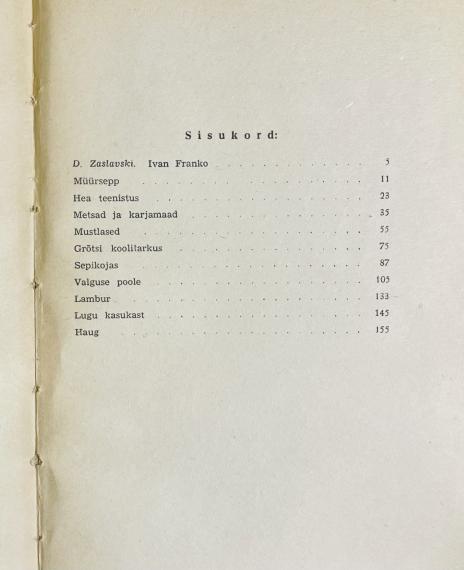 Sisukord:
D. Zaslavski. Ivan Franko . . . . . . . . . . . . 5
Müürsepp . . . . . . . . . . . . . . 11
Hea teenistus . . . . . . . . . . . . . 23
Metsad ja karjamaad . . . . . . . . . . . 35
Mustlased . . . . . . . . . . . . . . 55
Grötsi koolitarkus . . . . . . . . . . . 75
Sepikojas . . . . . . . . . . . . . . 87
Valguse poole . . . . . . . . . . . . . 105
Lambur . . . . . . . . . . . . . . . 133
Lugu kasukast . . . . . . . . . . . . . 145
Haug . . . . . . . . . . . . . . . 155